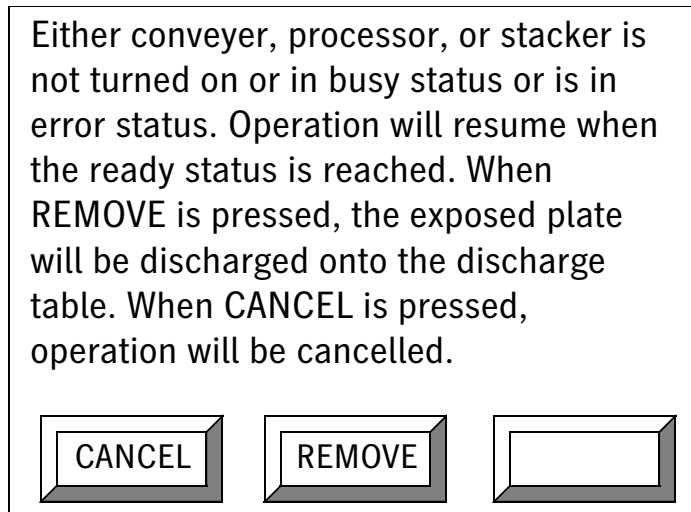 Either conveyer, processor, or stacker is
not turned on or in busy status or is in
error status. Operation will resume when
the ready status is reached. When
REMOVE is pressed, the exposed plate
will be discharged onto the discharge
table. When CANCEL is pressed,
operation will be cancelled.
CANCEL REMOVE